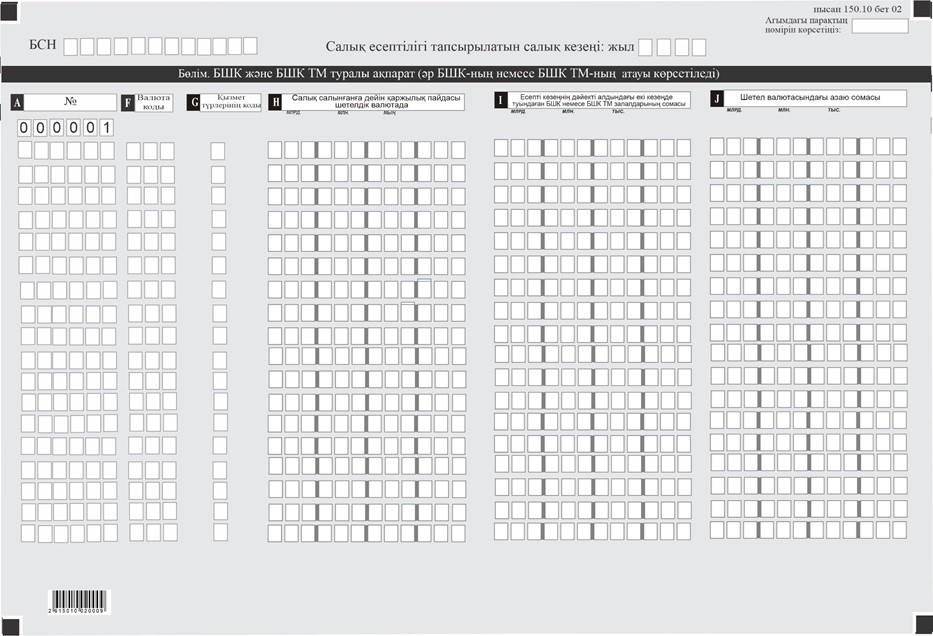 пысан 150.10 бет 02
Ағымдағы парақтың
нөмірін көрсетіңіз:
БСН
Салық есептілігі тапсырылатын салық кезеңі: жыл
Бөлім. БШК және БШК ТМ туралы ақпарат (әр БШК-ның немесе БШК ТМ-ның атауы көрсетіледі)
A №
F Валюта коды
G Қызмет түрлерінің коды
H Салық салынғанға дейін қаржылық пайдасы шетелдік валютада
I Есепті кезеңнің дәйекті алдындағы екі кезеңде туындаған БШК немесе БШК ТМ залалдарының сомасы
J Шетел валютасындағы азаю сомасы
МЛРД. МЛН. МЫҢ
МЛРД. МЛН. ТЫС.
МЛРД. МЛН. ТЫС.
000001
2615010020009